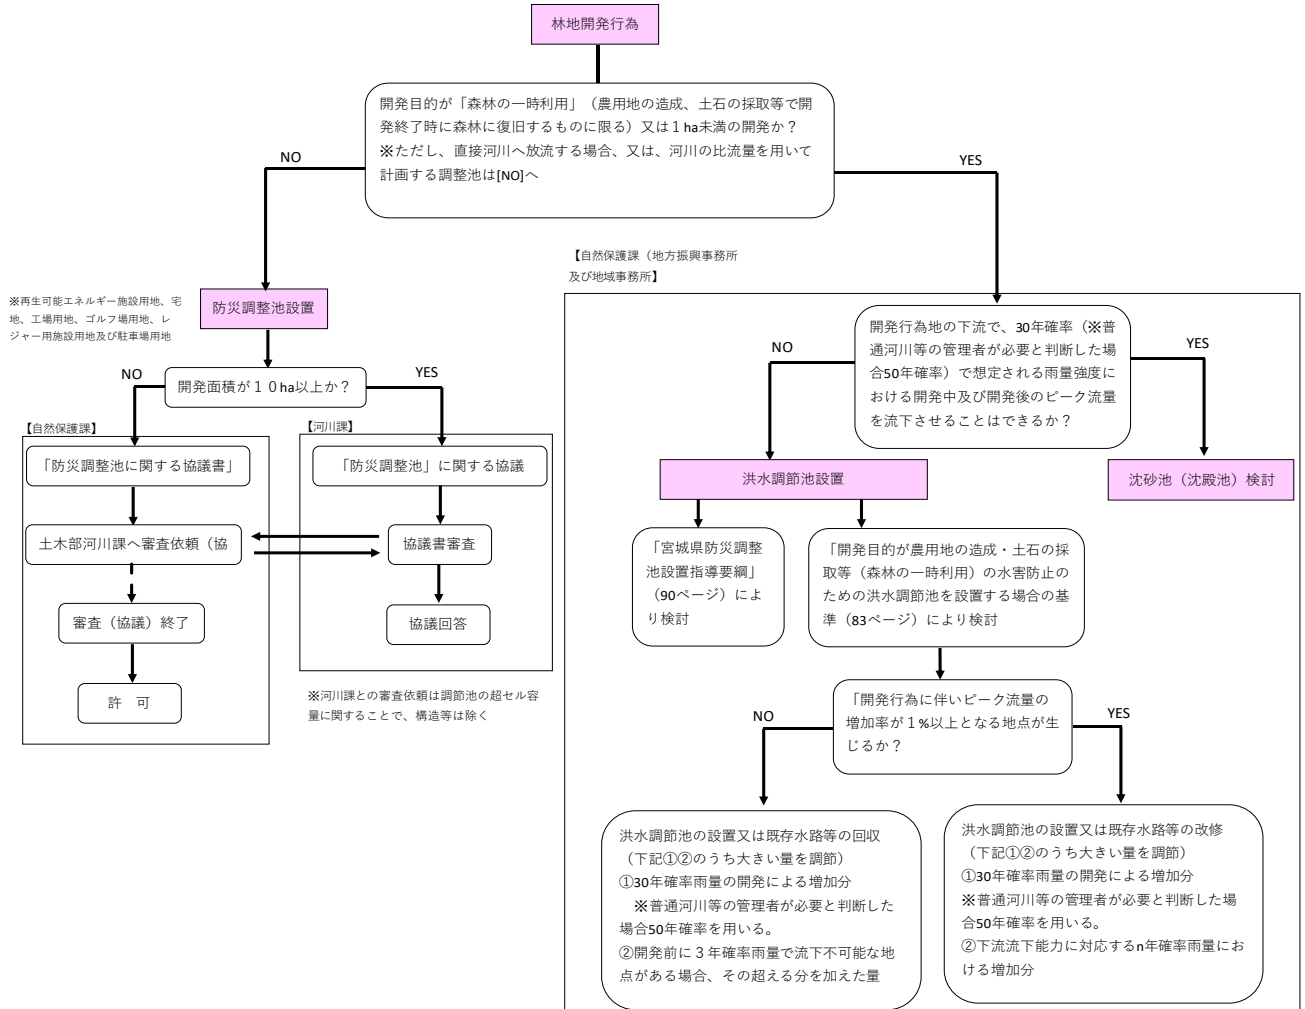 林地開発行為
開発目的が「森林の一時利用」（農用地の造成、土石の採取等で開
発終了時に森林に復旧するものに限る）又は１ha未満の開発か？
※ただし、直接河川へ放流する場合、又は、河川の比流量を用いて
計画する調整池は[NO]へ
NO
YES
※再生可能エネルギー施設用地、宅
地、工場用地、ゴルフ場用地、レ
ジャー用施設用地及び駐車場用地
防災調整池設置
開発面積が１０ha以上か？
NO
YES
【自然保護課】
「防災調整池に関する協議書」
土木部河川課へ審査依頼（協
審査（協議）終了
許　可
【河川課】
「防災調整池」に関する協議
協議書審査
協議回答
※河川課との審査依頼は調節池の超セル容
量に関することで、構造等は除く
【自然保護課（地方振興事務所
及び地域事務所】
開発行為地の下流で、30年確率（※普
通河川等の管理者が必要と判断した場
合50年確率）で想定される雨量強度に
おける開発中及び開発後のピーク流量
を流下させることはできるか？
NO
YES
洪水調節池設置
沈砂池（沈殿池）検討
「宮城県防災調整
池設置指導要綱」
（90ページ）によ
り検討
「開発目的が農用地の造成・土石の採
取等（森林の一時利用）の水害防止の
ための洪水調節池を設置する場合の基
準（83ページ）により検討
「開発行為に伴いピーク流量の
増加率が１%以上となる地点が生
じるか？
NO
YES
洪水調節池の設置又は既存水路等の回収
（下記①②のうち大きい量を調節）
①30年確率雨量の開発による増加分
　※普通河川等の管理者が必要と判断した
場合50年確率を用いる。
②開発前に３年確率雨量で流下不可能な地
点がある場合、その超える分を加えた量
洪水調節池の設置又は既存水路等の改修
（下記①②のうち大きい量を調節）
①30年確率雨量の開発による増加分
※普通河川等の管理者が必要と判断した場
合50年確率を用いる。
②下流流下能力に対応するn年確率雨量にお
ける増加分